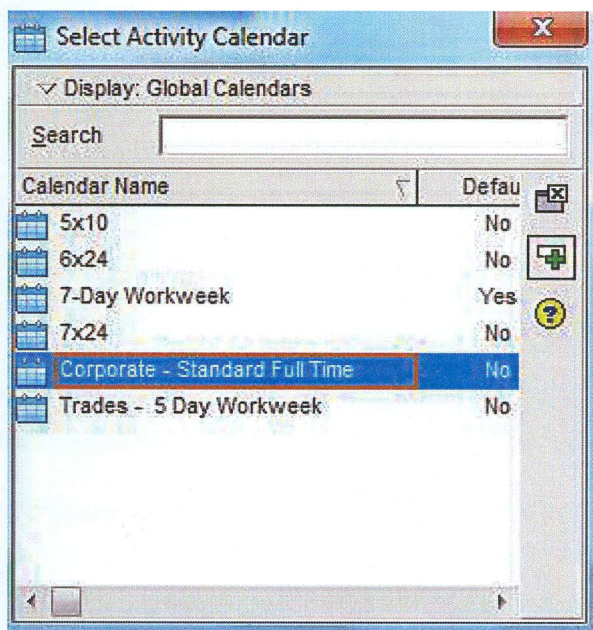 Select Activity Calendar
Display: Global Calendars
Search
Calendar Name Defau
5x10 No
6x24 No
7-Day Workweek Yes
7x24 No
Corporate - Standard Full Time No
Trades - 5 Day Workweek No